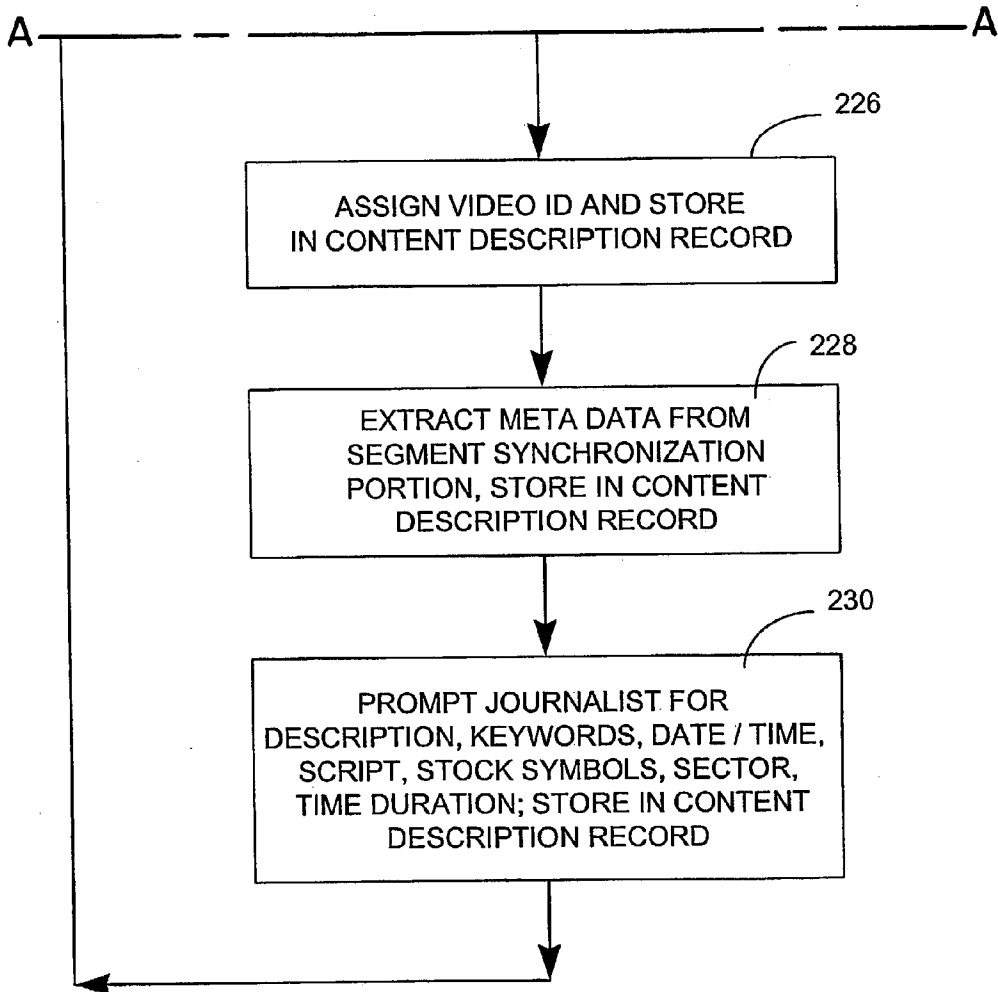 A A
226
ASSIGN VIDEO ID AND STORE
IN CONTENT DESCRIPTION RECORD
228
EXTRACT META DATA FROM
SEGMENT SYNCHRONIZATION
PORTION, STORE IN CONTENT
DESCRIPTION RECORD
230
PROMPT JOURNALIST FOR
DESCRIPTION, KEYWORDS, DATE / TIME,
SCRIPT, STOCK SYMBOLS, SECTOR,
TIME DURATION; STORE IN CONTENT
DESCRIPTION RECORD